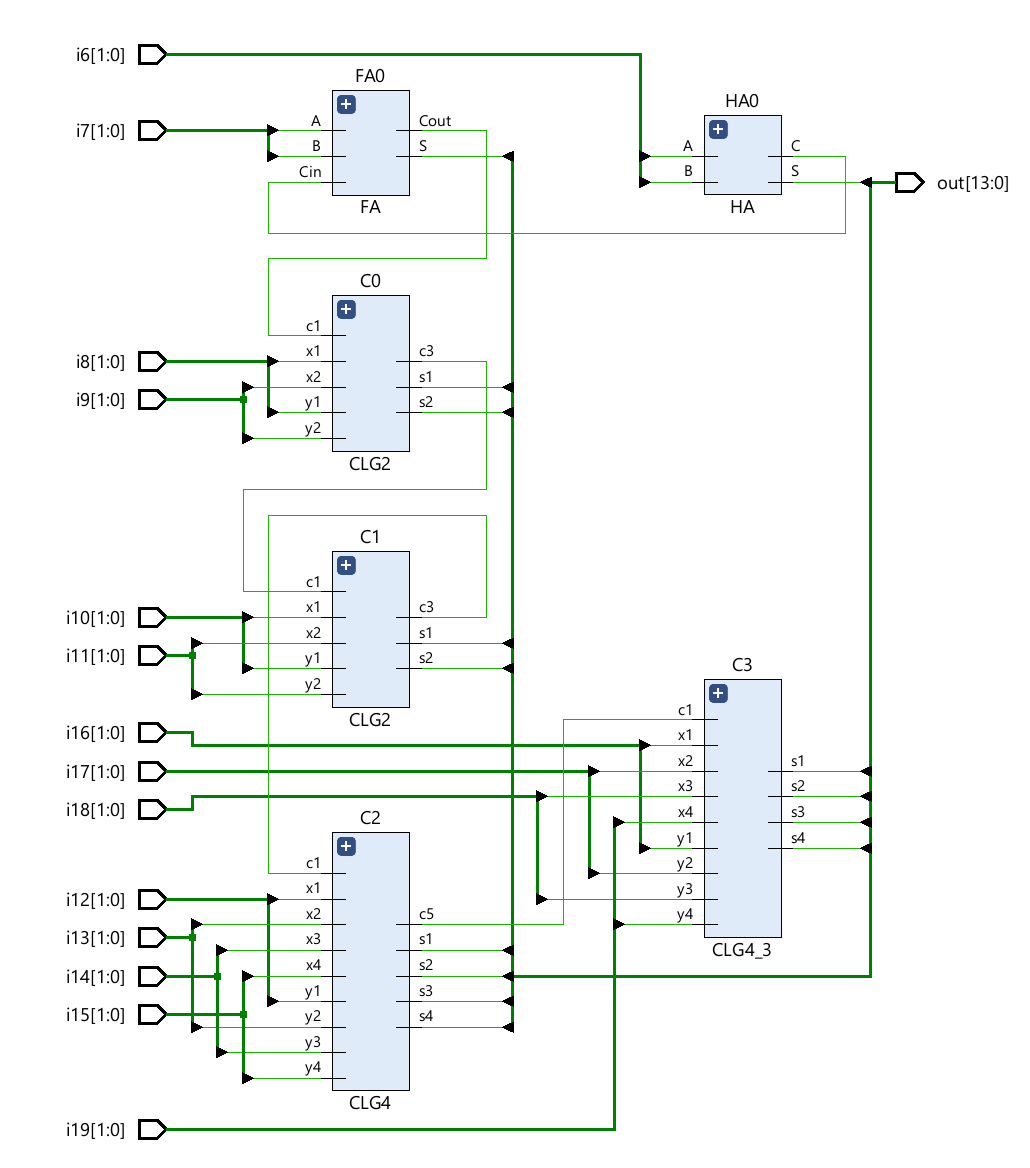 i6[1:0]
FA0
HA0
i7[1:0]
A
Cout
B
S
Cin
FA
A
C
B
S
HA
out[13:0]
C0
c1
i8[1:0]
x1
c3
x2
s1
i9[1:0]
y1
s2
y2
CLG2
C1
c1
i10[1:0]
x1
c3
x2
s1
i11[1:0]
y1
s2
y2
CLG2
C3
c1
i16[1:0]
x1
i17[1:0]
x2
s1
x3
s2
i18[1:0]
x4
s3
y1
s4
y2
y3
y4
CLG4_3
C2
c1
i12[1:0]
x1
x2
c5
i13[1:0]
x3
s1
i14[1:0]
x4
s2
y1
s3
i15[1:0]
y2
s4
y3
y4
CLG4
i19[1:0]